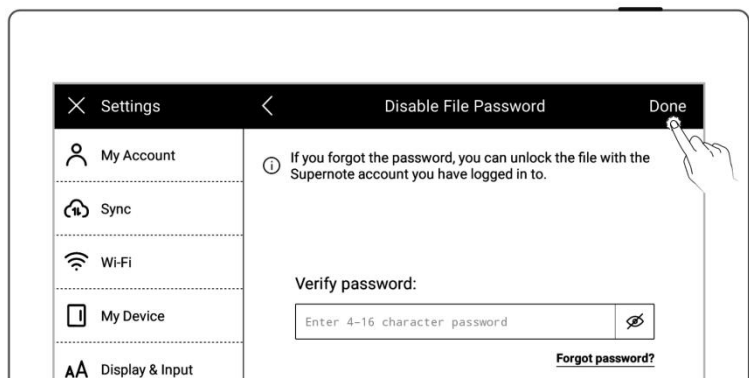 Settings
Disable File Password
Done
My Account
Sync
Wi-Fi
My Device
Display & Input
If you forgot the password, you can unlock the file with the
Supernote account you have logged in to.
Verify password:
Enter 4-16 character password
Forgot password?